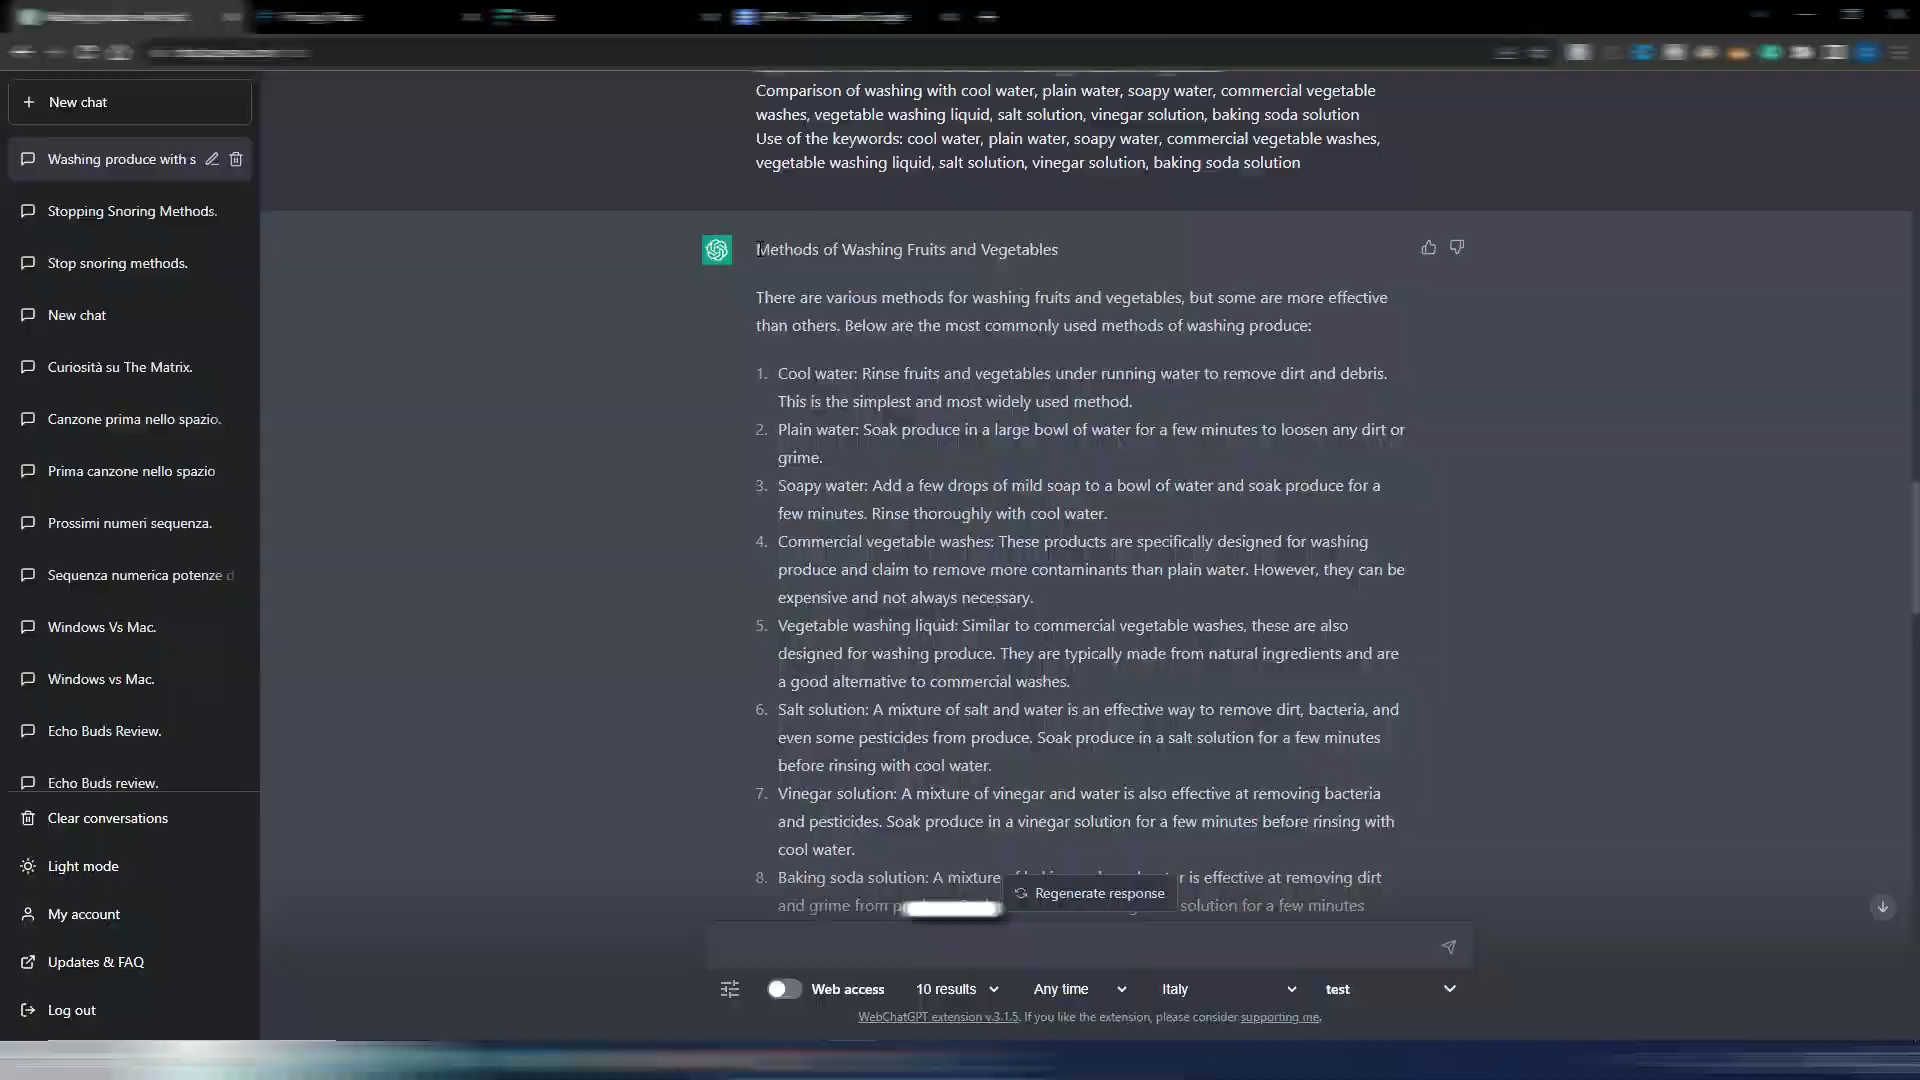 New chat
Washing produce with s
Stopping Snoring Methods.
Stop snoring methods.
New chat
Curiosità su The Matrix.
Canzone prima nello spazio.
Prima canzone nello spazio
Prossimi numeri sequenza.
Sequenza numerica potenze d
Windows Vs Mac.
Windows vs Mac.
Echo Buds Review.
Echo Buds review.
Clear conversations
Light mode
My account
Updates & FAQ
Log out
Comparison of washing with cool water, plain water, soapy water, commercial vegetable
washes, vegetable washing liquid, salt solution, vinegar solution, baking soda solution
Use of the keywords: cool water, plain water, soapy water, commercial vegetable washes,
vegetable washing liquid, salt solution, vinegar solution, baking soda solution
Methods of Washing Fruits and Vegetables
There are various methods for washing fruits and vegetables, but some are more effective
than others. Below are the most commonly used methods of washing produce:
1. Cool water: Rinse fruits and vegetables under running water to remove dirt and debris.
This is the simplest and most widely used method.
2. Plain water: Soak produce in a large bowl of water for a few minutes to loosen any dirt or
grime.
3. Soapy water: Add a few drops of mild soap to a bowl of water and soak produce for a
few minutes. Rinse thoroughly with cool water.
4. Commercial vegetable washes: These products are specifically designed for washing
produce and claim to remove more contaminants than plain water. However, they can be
expensive and not always necessary.
5. Vegetable washing liquid: Similar to commercial vegetable washes, these are also
designed for washing produce. They are typically made from natural ingredients and are
a good alternative to commercial washes.
6. Salt solution: A mixture of salt and water is an effective way to remove dirt, bacteria, and
even some pesticides from produce. Soak produce in a salt solution for a few minutes
before rinsing with cool water.
7. Vinegar solution: A mixture of vinegar and water is also effective at removing bacteria
and pesticides. Soak produce in a vinegar solution for a few minutes before rinsing with
cool water.
8. Baking soda solution: A mixture is effective at removing dirt
and grime from solution for a few minutes
Regenerate response
Web access 10 results Any time Italy test
WebChatGPT extension v.3.1.5. If you like the extension, please consider supporting me.